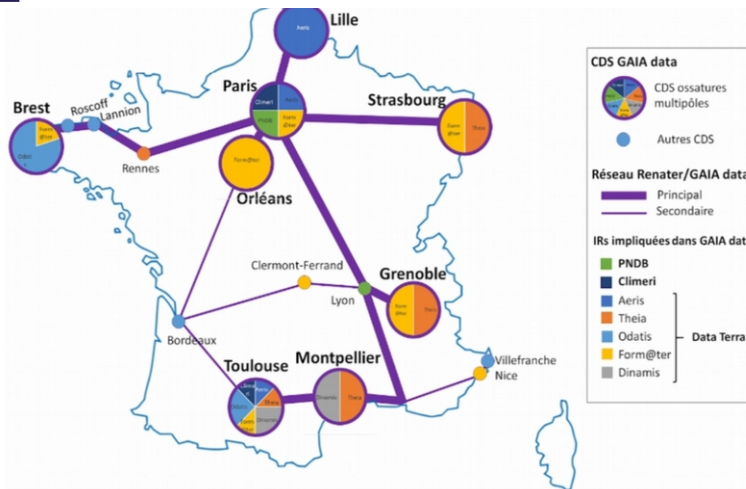 Lille
Aeris
Paris
Climeri
Aeris
PNDB
Form
@ter
Strasbourg
Form
@ter
Theia
Brest
Roscoff
Lannion
Form
@ter
Odati
s
Rennes
Form@ter
Orléans
Clermont-Ferrand
Lyon
Grenoble
Form
@ter
Theia
Bordeaux
Toulouse
Aeris
Theia
Odatis
Form
@ter
Dinamis
Montpellier
Dinamis
Theia
Villefranche
Nice
CDS GAIA data
CDS ossatures
multipôles
Autres CDS
Réseau Renater/GAIA data
Principal
Secondaire
IRs impliquées dans GAIA dat
PNDB
Climeri
Aeris
Theia
Odatis
Form@ter
Dinamis
Data Terra